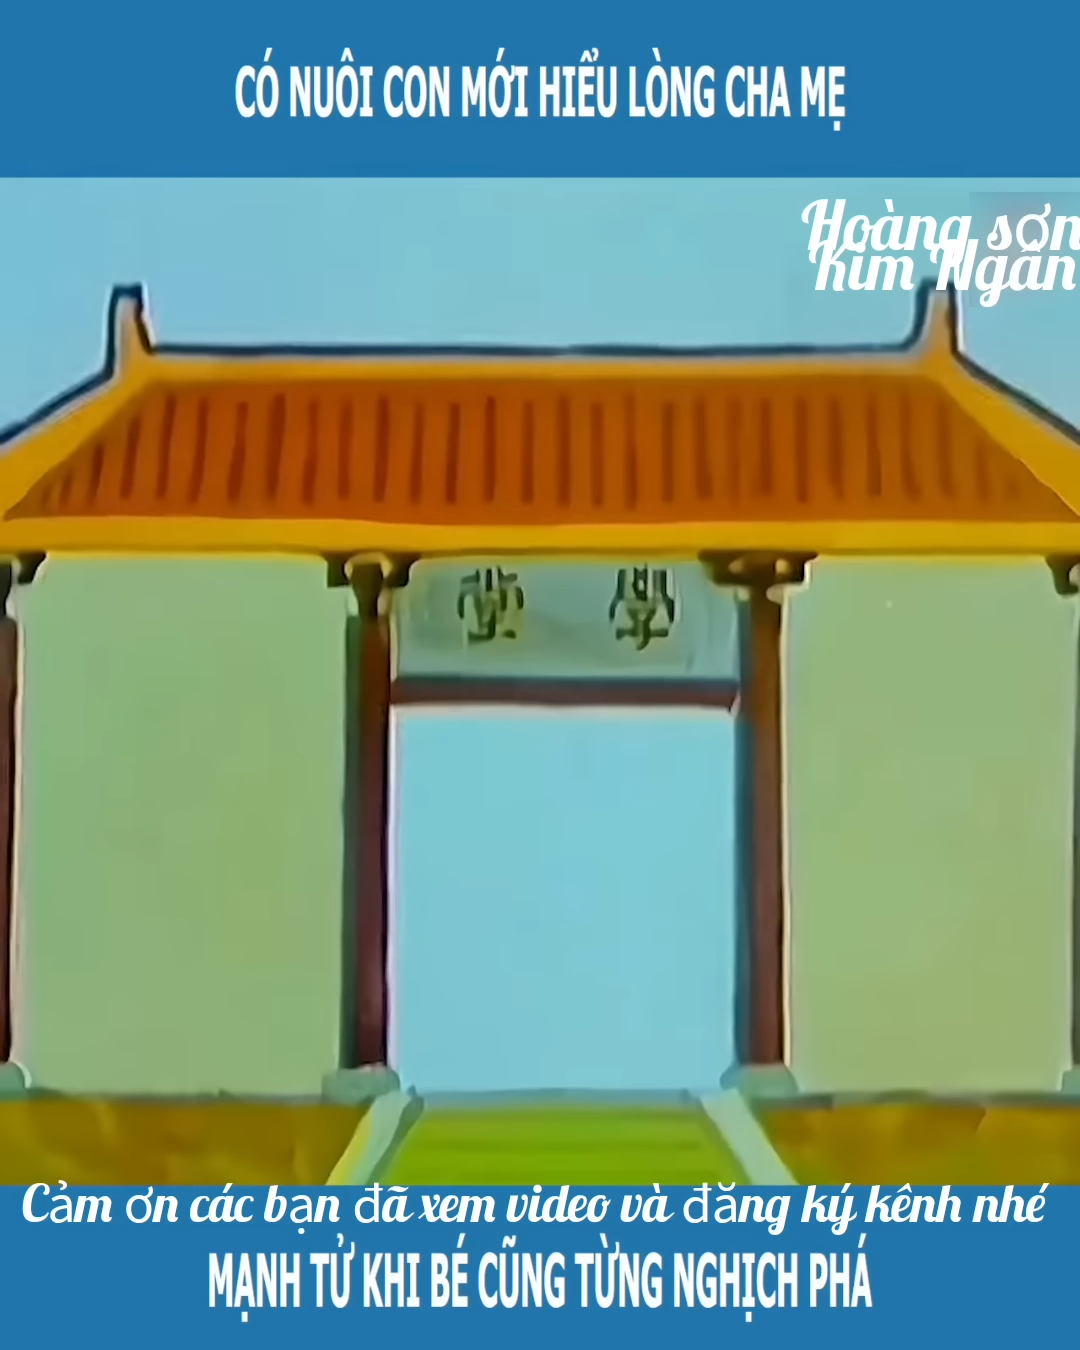 CÓ NUÔI CON MỚI HIỂU LÒNG CHA MẸ
Hoàng sơn
Kim Ngân
Cảm ơn các bạn đã xem video và đăng ký kênh nhé
MẠNH TỬ KHI BÉ CŨNG TỪNG NGHỊCH PHÁ